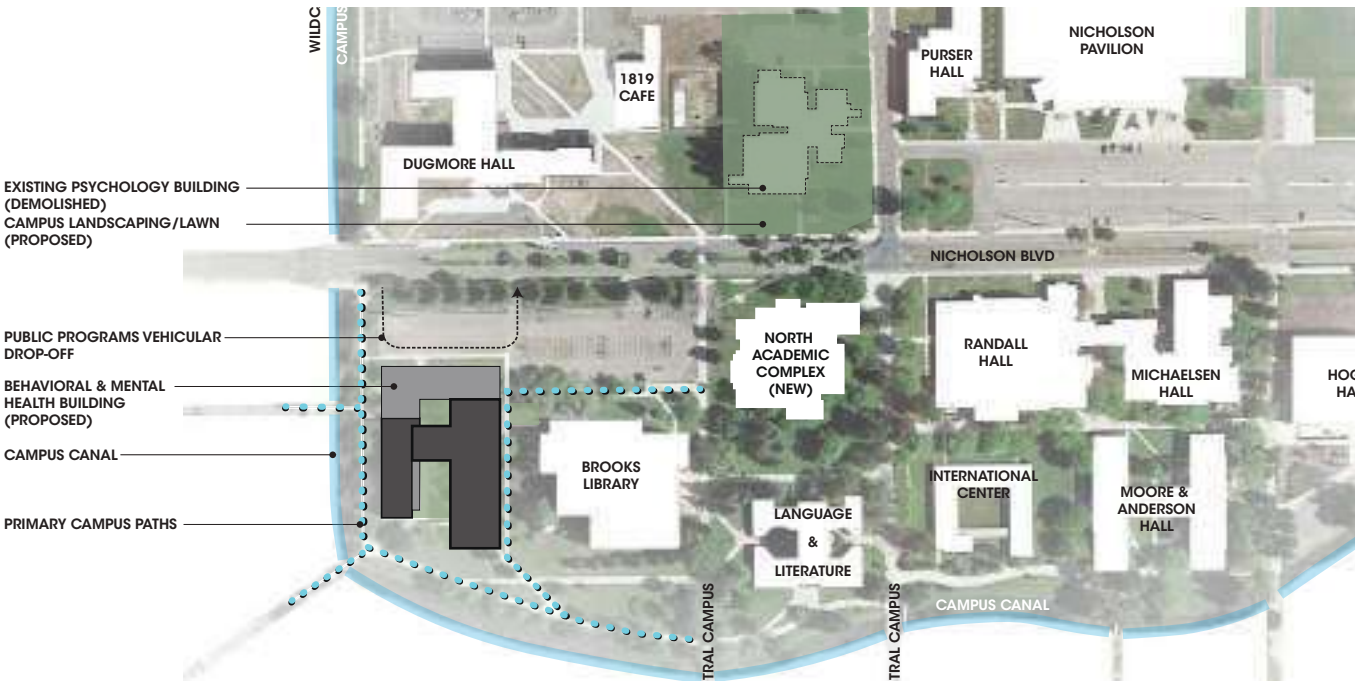 WILDC
CAMPUS
1819
CAFE
PURSER
HALL
NICHOLSON
PAVILION
DUGMORE HALL
EXISTING PSYCHOLOGY BUILDING
(DEMOLISHED)
CAMPUS LANDSCAPING/LAWN
(PROPOSED)
NICHOLSON BLVD
PUBLIC PROGRAMS VEHICULAR
DROP-OFF
NORTH
ACADEMIC
COMPLEX
(NEW)
RANDALL
HALL
MICHAELSEN
HALL
HOG
HA
BEHAVIORAL & MENTAL
HEALTH BUILDING
(PROPOSED)
CAMPUS CANAL
BROOKS
LIBRARY
INTERNATIONAL
CENTER
MOORE &
ANDERSON
HALL
PRIMARY CAMPUS PATHS
LANGUAGE
&
LITERATURE
TRAL CAMPUS
TRAL CAMPUS
CAMPUS CANAL